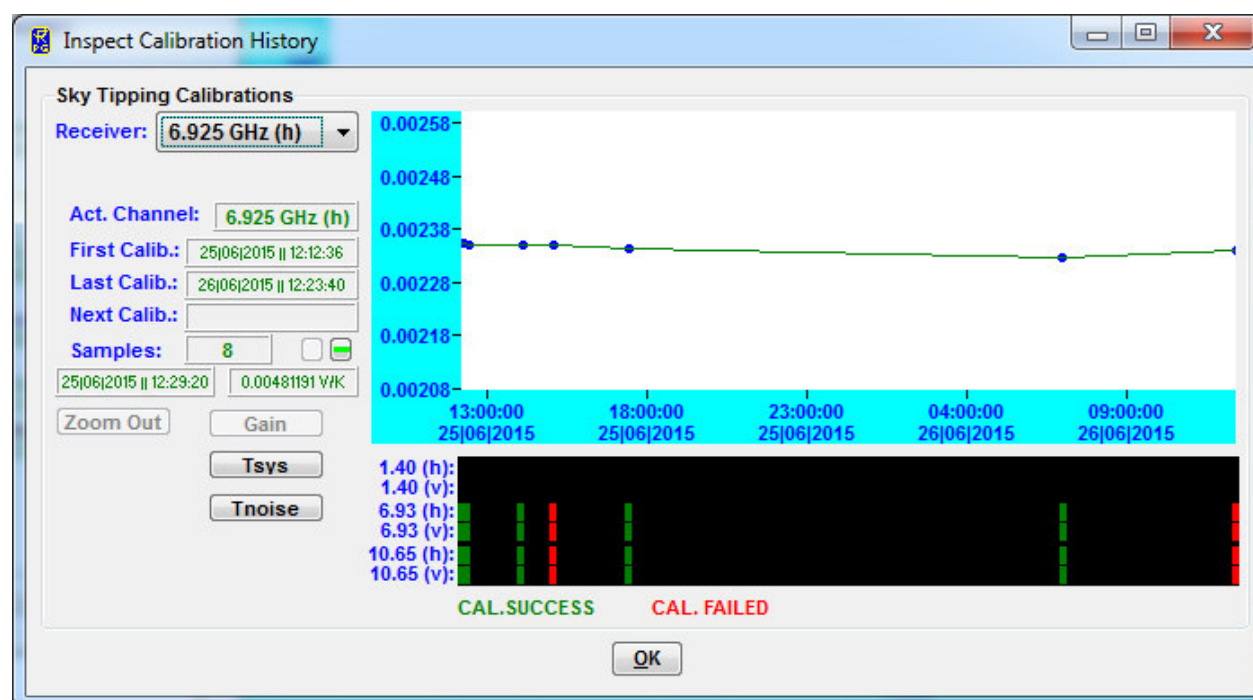 Inspect Calibration History
Sky Tipping Calibrations
Receiver: 6.925 GHz (h)
Act. Channel: 6.925 GHz (h)
First Calib.: 25|06|2015 || 12:12:36
Last Calib.: 26|06|2015 || 12:23:40
Next Calib.:
Samples: 8
25|06|2015 || 12:29:20 0.00481191 V/K
Zoom Out Gain
Tsys
Tnoise
0.00258
0.00248
0.00238
0.00228
0.00218
0.00208
13:00:00 18:00:00 23:00:00 04:00:00 09:00:00
25|06|2015 25|06|2015 25|06|2015 26|06|2015 26|06|2015
1.40 (h):
1.40 (v):
6.93 (h):
6.93 (v):
10.65 (h):
10.65 (v):
CAL.SUCCESS CAL. FAILED
OK